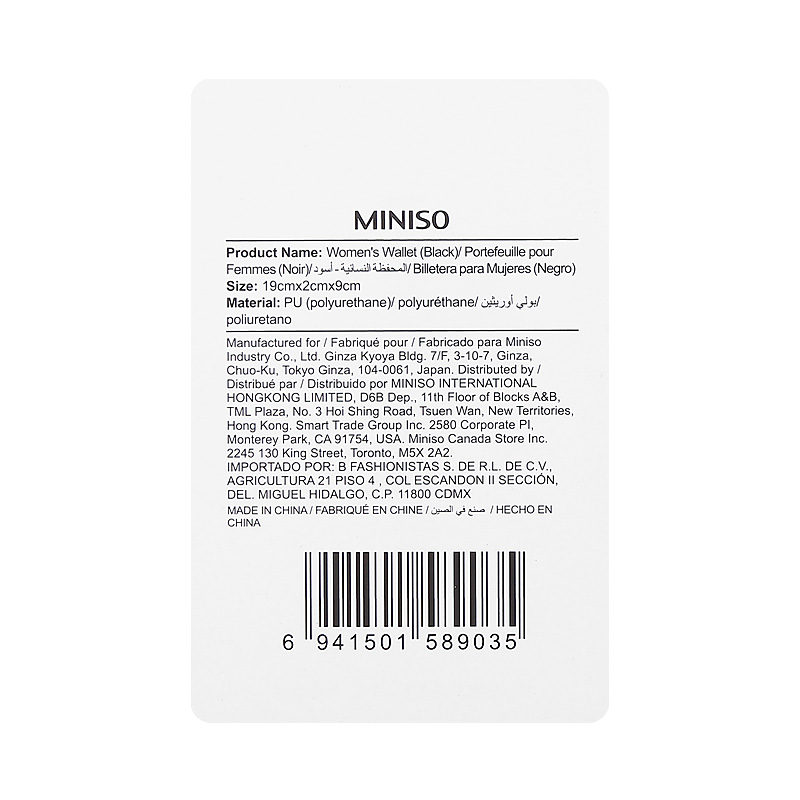 MINISO
Product Name: Women's Wallet (Black)/ Portefeuille pour
Femmes (Noir)/المحفظة النسائية - أسود/ Billetera para Mujeres (Negro)
Size: 19cmx2cmx9cm
Material: PU (polyurethane)/ polyuréthane/ بولي أوريثين/
poliuretano
Manufactured for / Fabriqué pour / Fabricado para Miniso
Industry Co., Ltd. Ginza Kyoya Bldg. 7/F, 3-10-7, Ginza,
Chuo-Ku, Tokyo Ginza, 104-0061, Japan. Distributed by /
Distribué par / Distribuido por MINISO INTERNATIONAL
HONGKONG LIMITED, D6B Dep., 11th Floor of Blocks A&B,
TML Plaza, No. 3 Hoi Shing Road, Tsuen Wan, New Territories,
Hong Kong. Smart Trade Group Inc. 2580 Corporate Pl,
Monterey Park, CA 91754, USA. Miniso Canada Store Inc.
2245 130 King Street, Toronto, M5X 2A2.
IMPORTADO POR: B FASHIONISTAS S. DE R.L. DE C.V.,
AGRICULTURA 21 PISO 4 , COL ESCANDON II SECCIÓN,
DEL. MIGUEL HIDALGO, C.P. 11800 CDMX
MADE IN CHINA / FABRIQUÉ EN CHINE / صنع في الصين / HECHO EN
CHINA
6 941501 589035